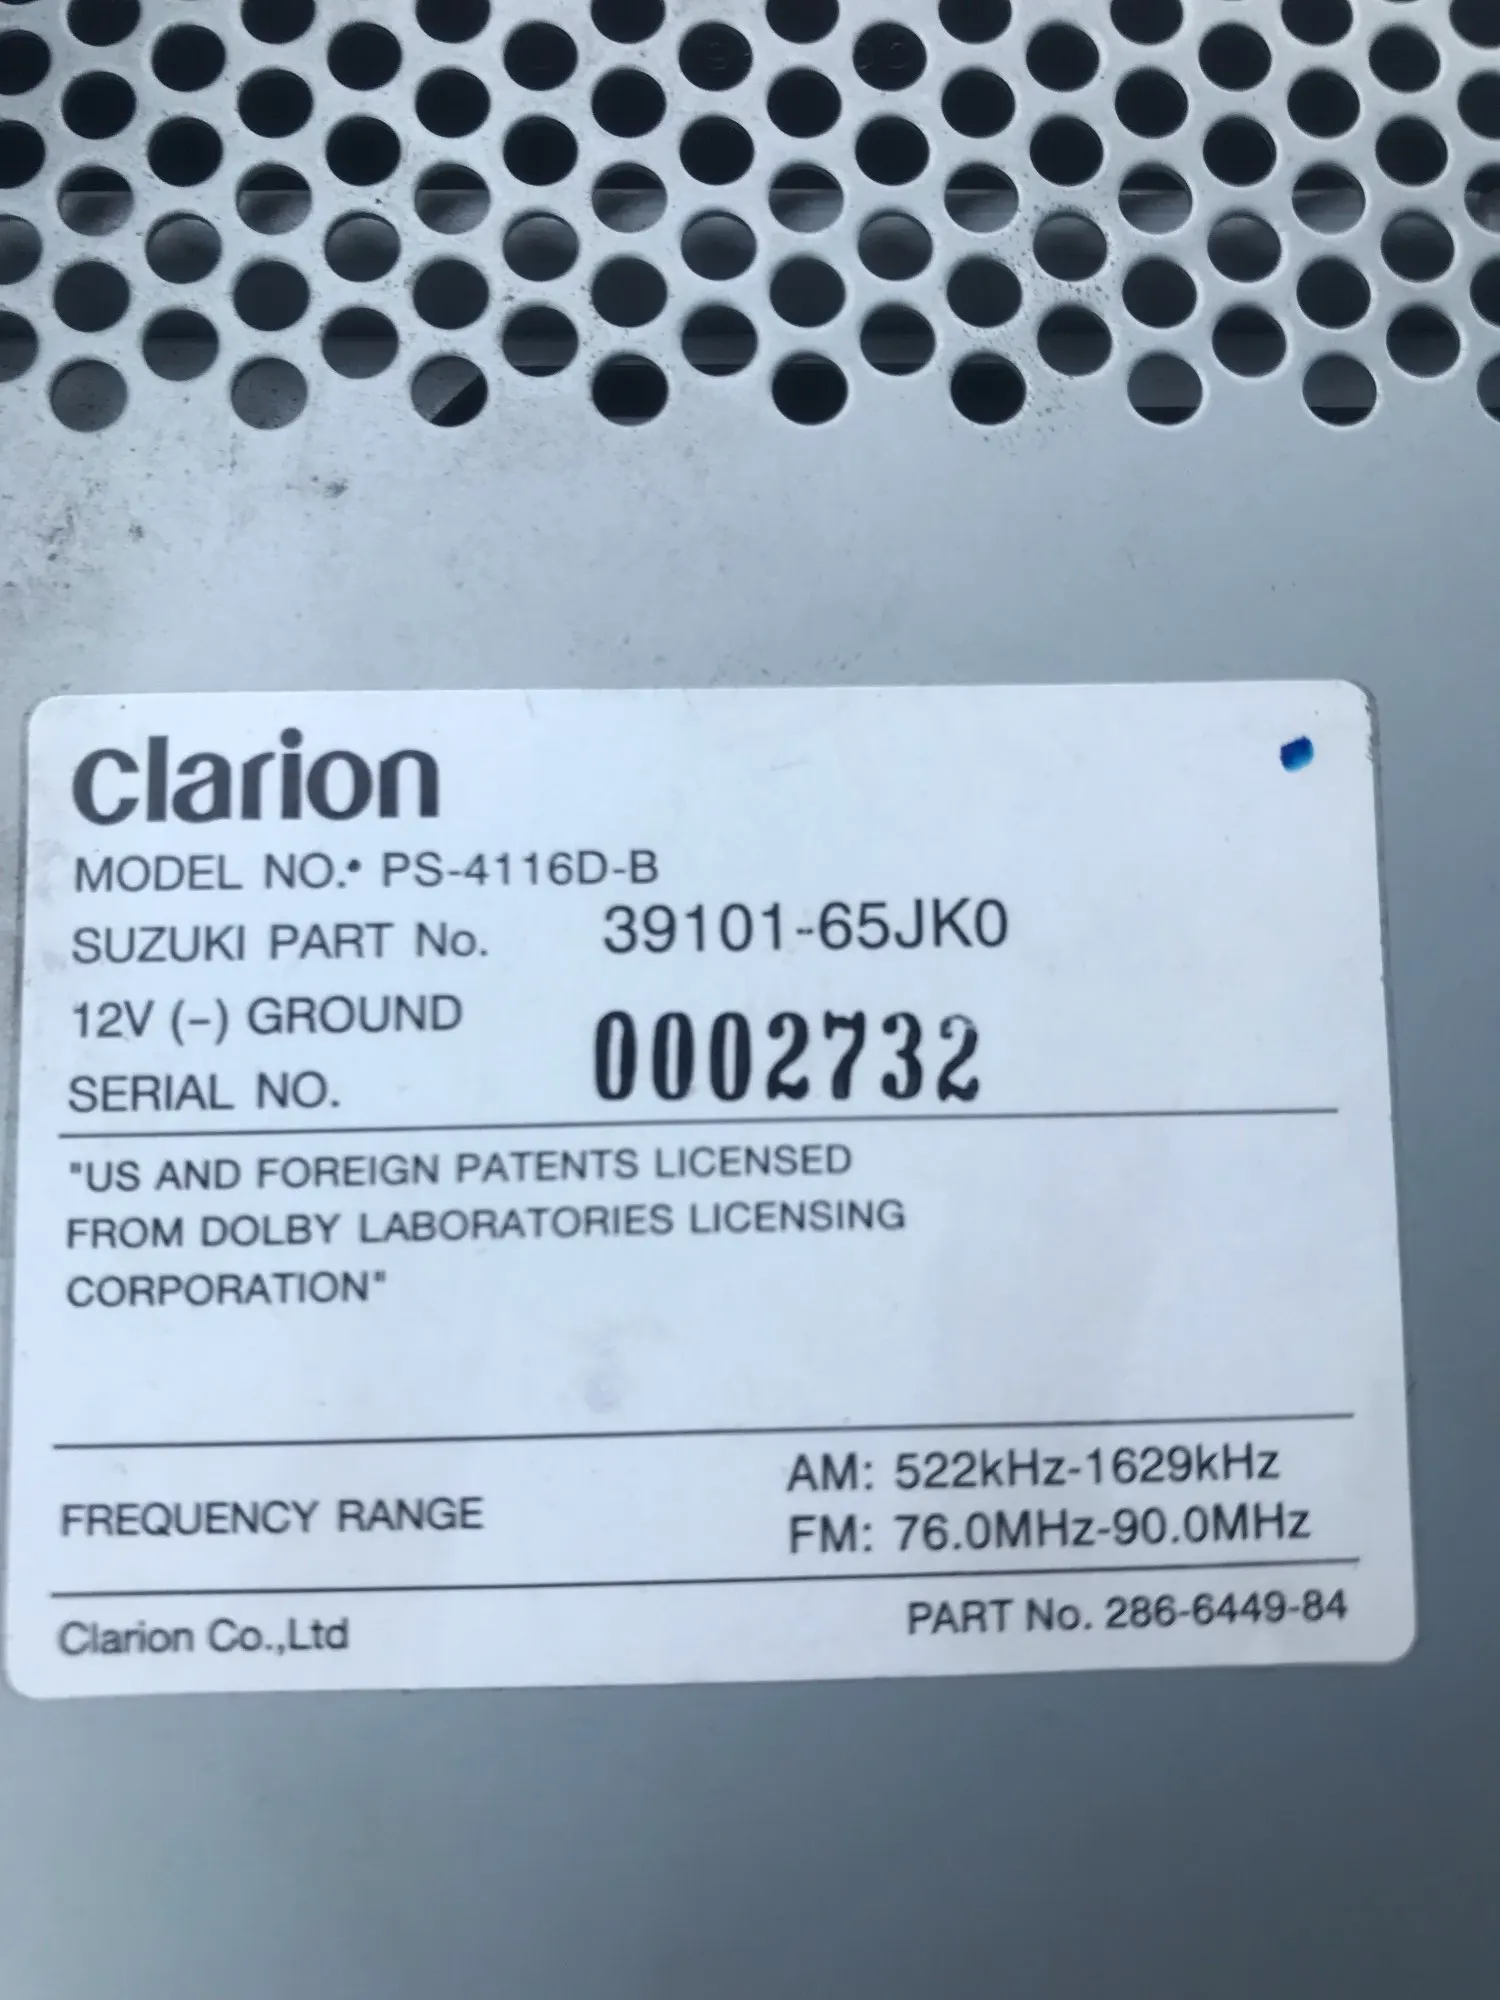 clarion
MODEL NO.• PS-4116D-B
SUZUKI PART No. 39101-65JK0
12V (-) GROUND
SERIAL NO. 0002732
"US AND FOREIGN PATENTS LICENSED
FROM DOLBY LABORATORIES LICENSING
CORPORATION"
FREQUENCY RANGE
AM: 522kHz-1629kHz
FM: 76.0MHz-90.0MHz
Clarion Co.,Ltd
PART No. 286-6449-84